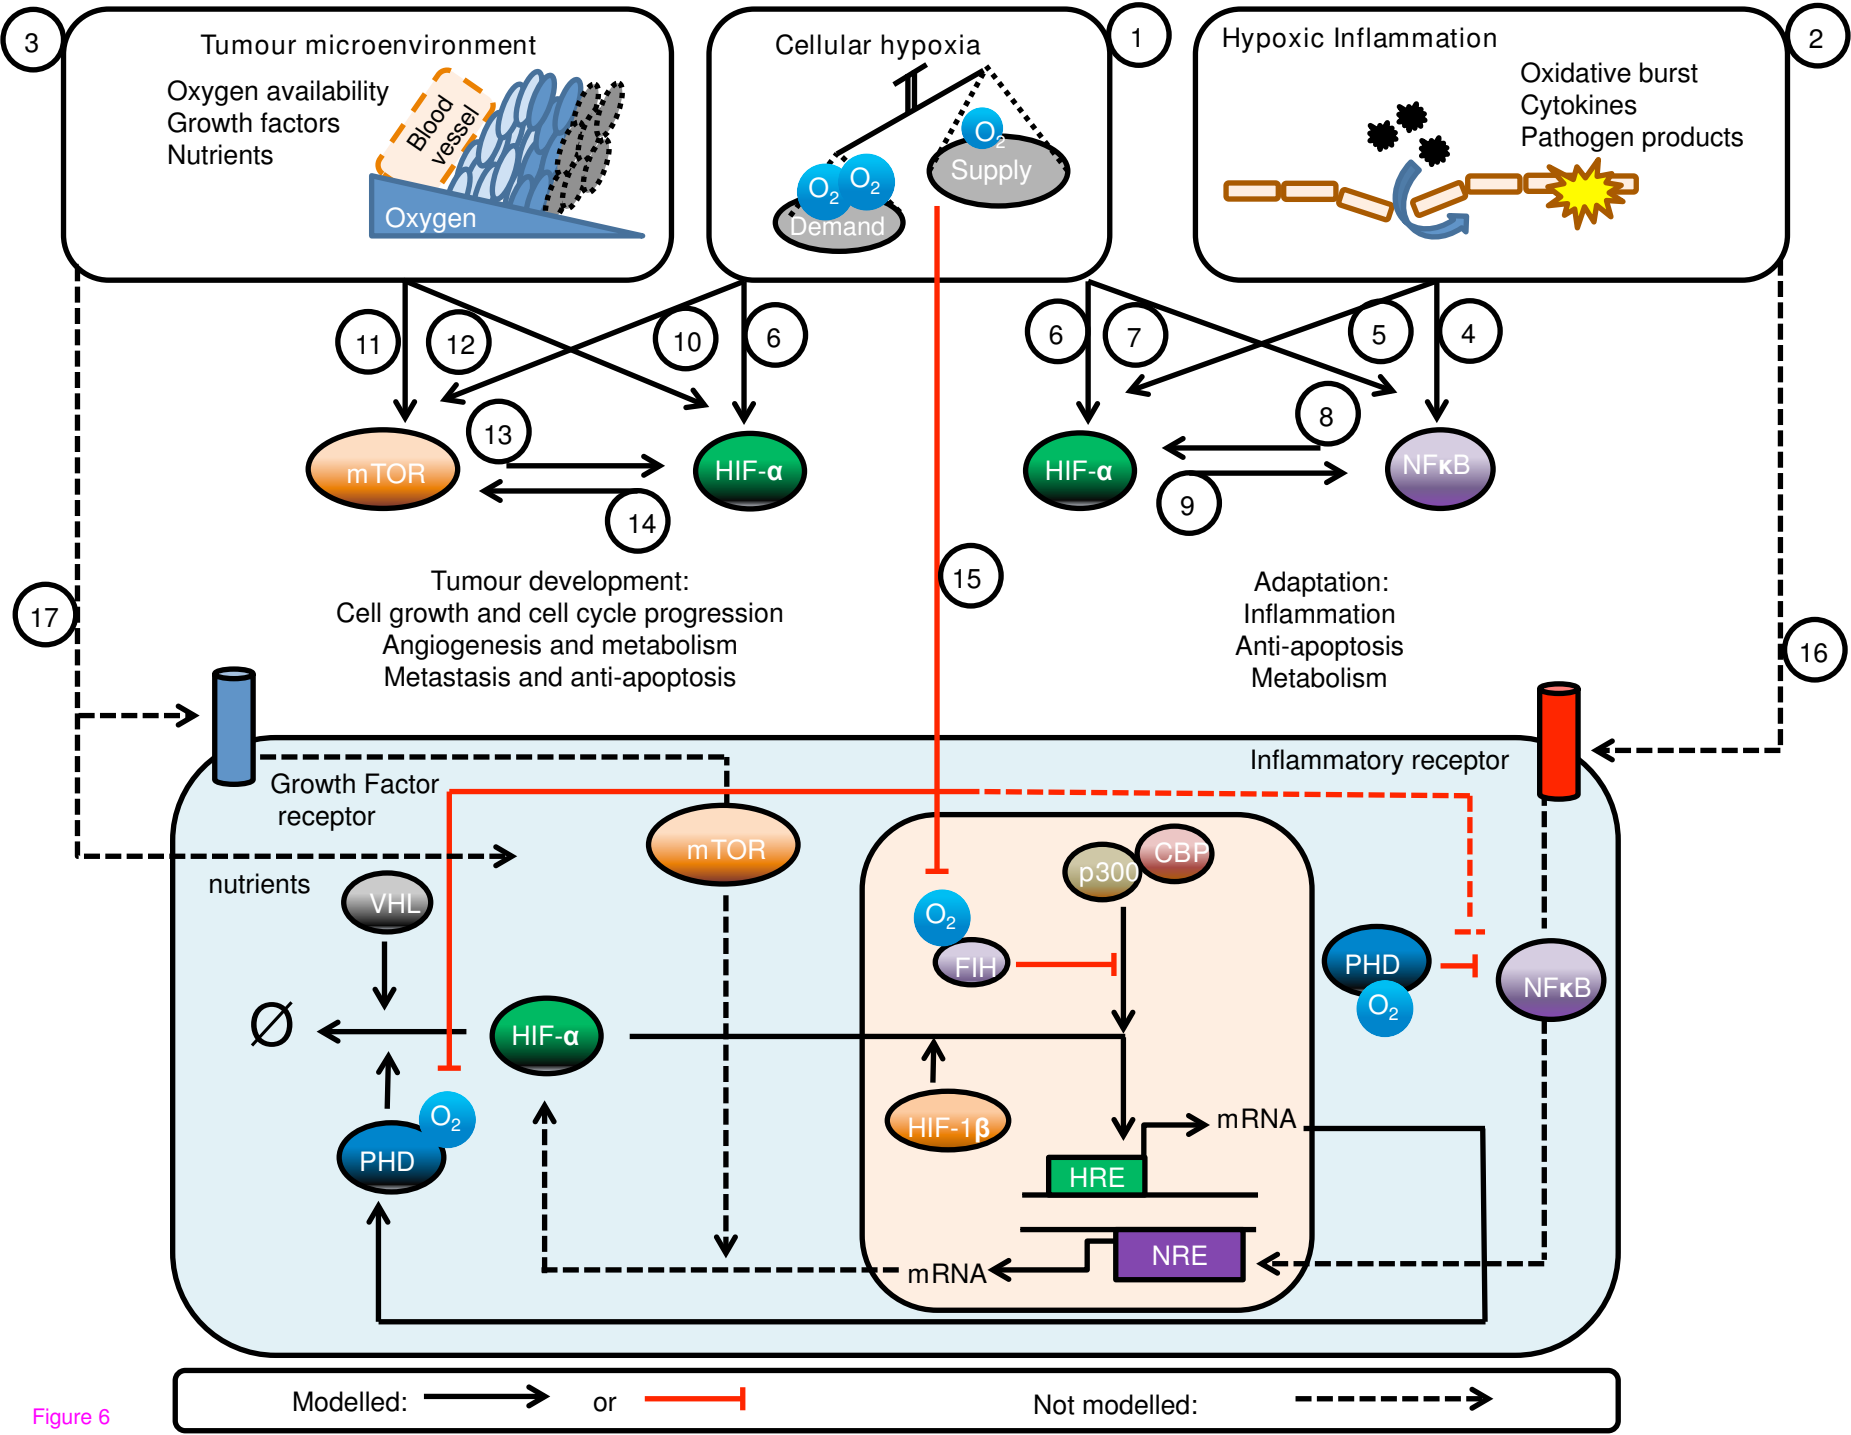 3
Tumour microenvironment
Oxygen availability
Growth factors
Nutrients
Blood
vessel
Oxygen
Cellular hypoxia
1
O2
Supply
O2
O2
Demand
Hypoxic Inflammation
2
Oxidative burst
Cytokines
Pathogen products
11
12
10
6
6
7
5
4
13
8
mTOR
HIF-α
HIF-α
NFκB
14
9
15
Tumour development:
Cell growth and cell cycle progression
Angiogenesis and metabolism
Metastasis and anti-apoptosis
Adaptation:
Inflammation
Anti-apoptosis
Metabolism
17
16
Growth Factor
receptor
Inflammatory receptor
mTOR
p300
CBP
nutrients
VHL
O2
FIH
PHD
O2
NFκB
Ø
HIF-α
O2
PHD
HIF-1β
mRNA
HRE
NRE
mRNA
Modelled:
or
Not modelled:
Figure 6